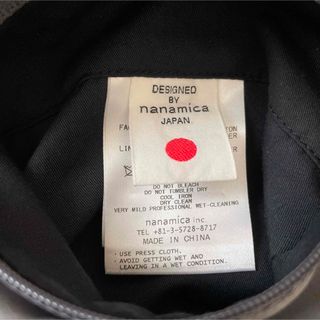 DESIGNED
BY
nanamica
JAPAN
DO NOT BLEACH
DO NOT TUMBLER DRY
COOL IRON
DRY CLEAN
VERY MILD PROFESSIONAL WET-CLEANING
nanamica inc.
TEL +81-3-5728-8717
MADE IN CHINA
・USE PRESS CLOTH.
・AVOID GETTING WET AND
LEAVING IN A WET CONDITION.